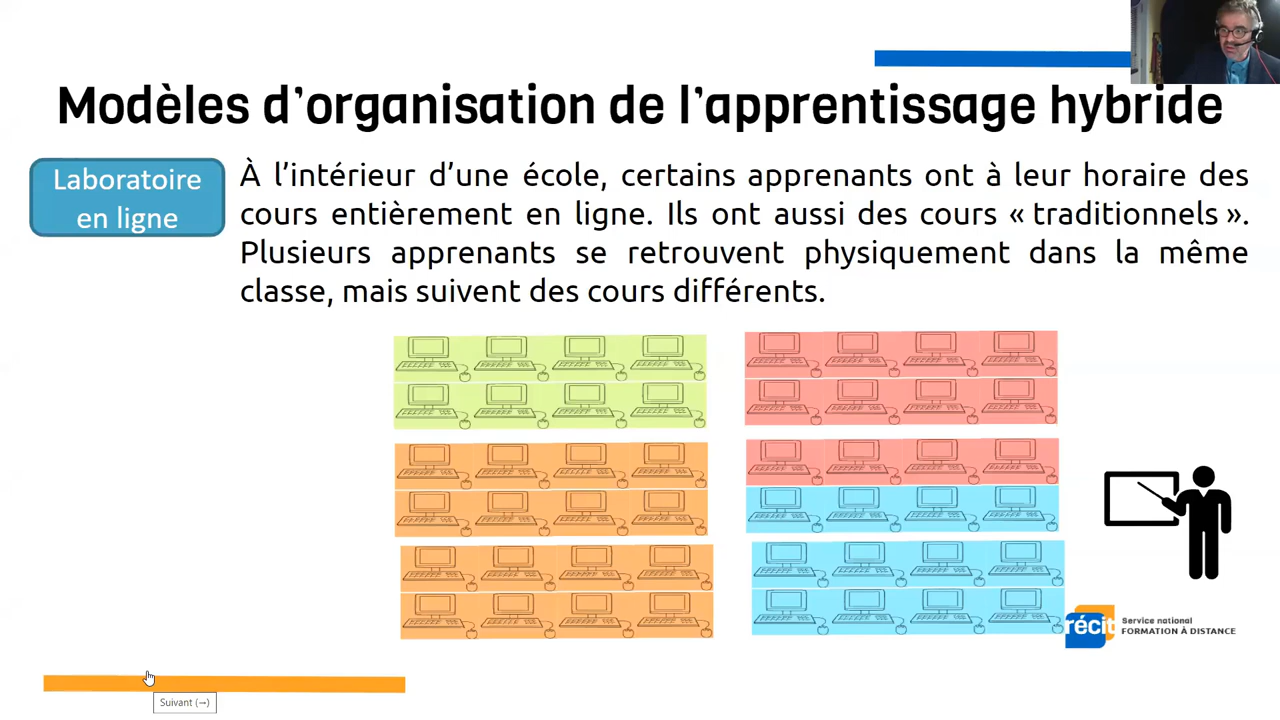 Modèles d’organisation de l’apprentissage hybride
Laboratoire
en ligne
À l’intérieur d’une école, certains apprenants ont à leur horaire des
cours entièrement en ligne. Ils ont aussi des cours « traditionnels ».
Plusieurs apprenants se retrouvent physiquement dans la même
classe, mais suivent des cours différents.
récit
Service national
FORMATION À DISTANCE
Suivant (→)